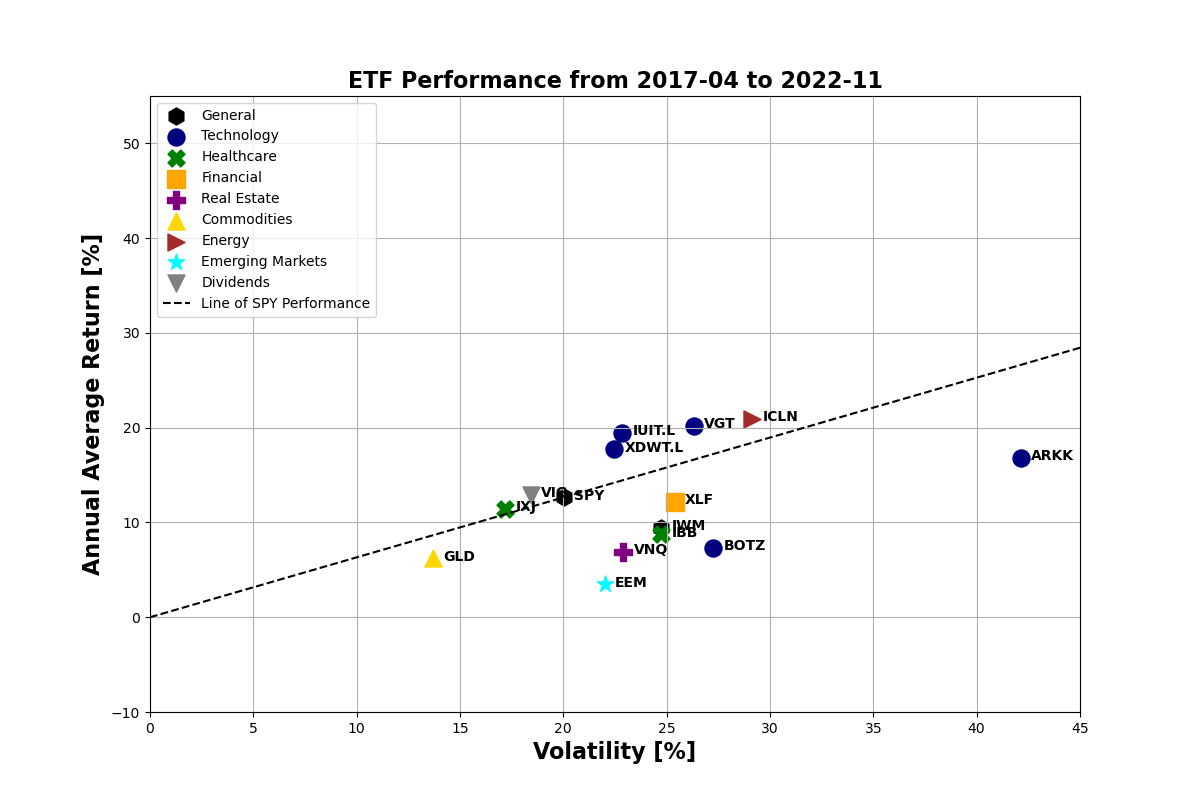 ETF Performance from 2017-04 to 2022-11
General
Technology
Healthcare
Financial
Real Estate
Commodities
Energy
Emerging Markets
Dividends
Line of SPY Performance
Annual Average Return [%]
50
40
30
20
10
0
−10
ICLN
VGT
IUIT.L
XDWT.L
ARKK
VIG
SPY
XLF
IXJ
IWM
IBB
BOTZ
VNQ
GLD
EEM
0 5 10 15 20 25 30 35 40 45
Volatility [%]